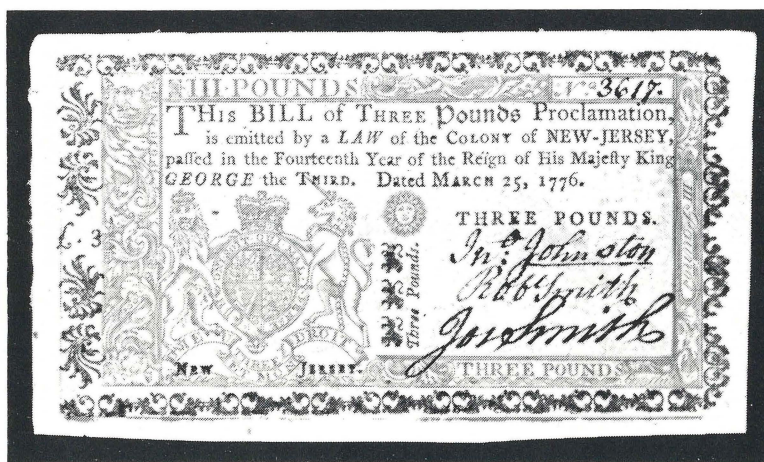 III·POUNDS No 3617.
THIS BILL of THREE Pounds Proclamation,
is emitted by a LAW of the COLONY of NEW-JERSEY,
paſſed in the Fourteenth Year of the Reign of His Majeſty King
GEORGE the THIRD. Dated MARCH 25, 1776.
£. 3
THREE POUNDS.
Three Pounds.
Jno: Johnston
Robt Smith
Jos Smith
DROIT
NEW JERSEY.
THREE POUNDS